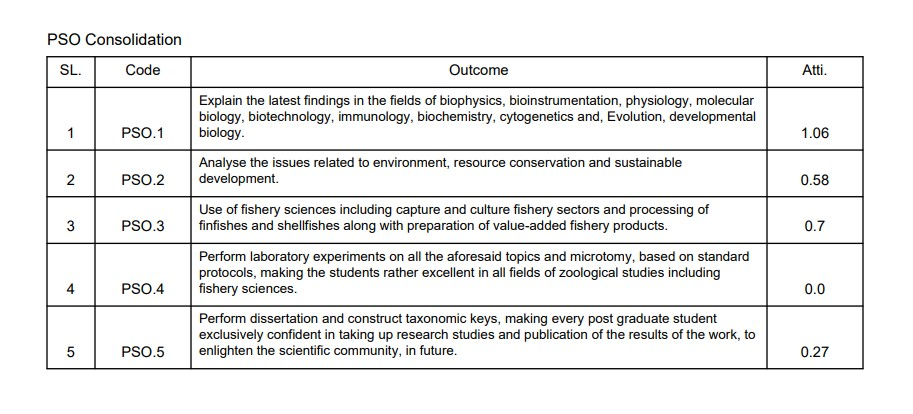 PSO Consolidation
SL. Code Outcome Atti.
Explain the latest findings in the fields of biophysics, bioinstrumentation, physiology, molecular
biology, biotechnology, immunology, biochemistry, cytogenetics and, Evolution, developmental
1 PSO.1 biology. 1.06
Analyse the issues related to environment, resource conservation and sustainable
2 PSO.2 development. 0.58
Use of fishery sciences including capture and culture fishery sectors and processing of
3 PSO.3 finfishes and shellfishes along with preparation of value-added fishery products. 0.7
Perform laboratory experiments on all the aforesaid topics and microtomy, based on standard
protocols, making the students rather excellent in all fields of zoological studies including
4 PSO.4 fishery sciences. 0.0
Perform dissertation and construct taxonomic keys, making every post graduate student
exclusively confident in taking up research studies and publication of the results of the work, to
5 PSO.5 enlighten the scientific community, in future. 0.27